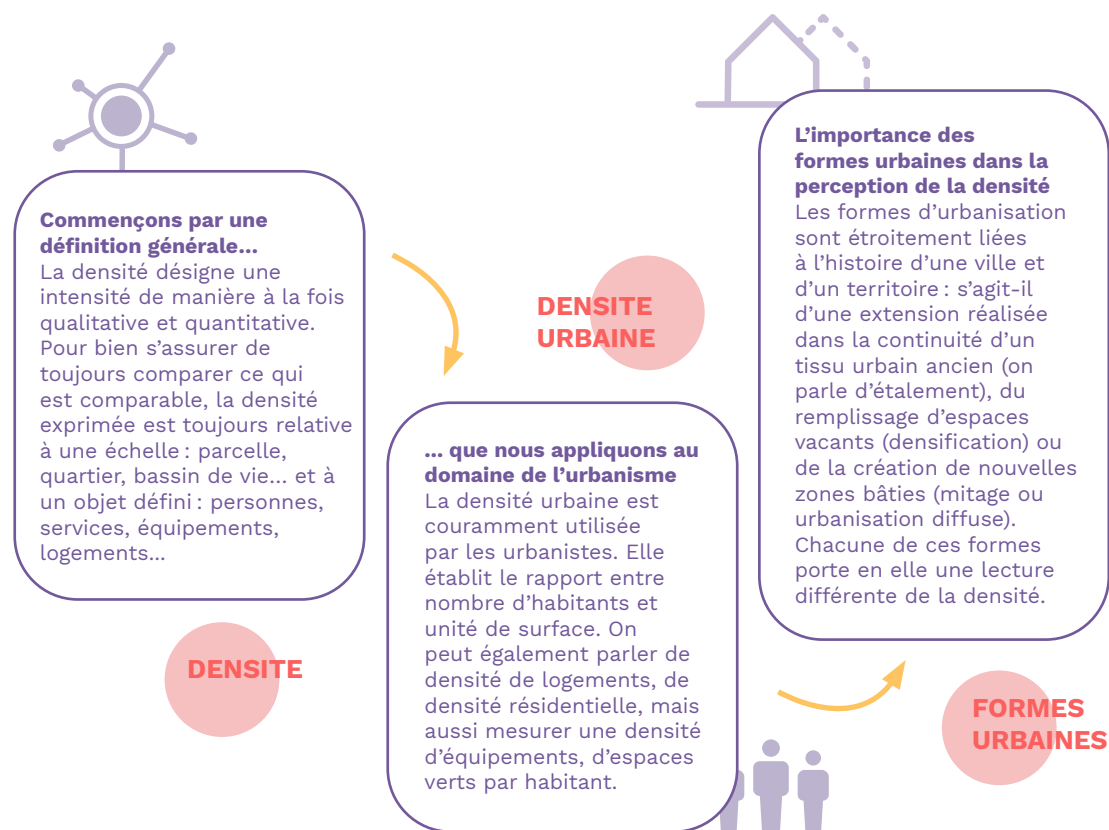 Commençons par une
définition générale...
La densité désigne une
intensité de manière à la fois
qualitative et quantitative.
Pour bien s’assurer de
toujours comparer ce qui
est comparable, la densité
exprimée est toujours relative
à une échelle : parcelle,
quartier, bassin de vie... et à
un objet défini : personnes,
services, équipements,
logements...
DENSITE
DENSITE
URBAINE
... que nous appliquons au
domaine de l’urbanisme
La densité urbaine est
couramment utilisée
par les urbanistes. Elle
établit le rapport entre
nombre d’habitants et
unité de surface. On
peut également parler de
densité de logements, de
densité résidentielle, mais
aussi mesurer une densité
d’équipements, d’espaces
verts par habitant.
L’importance des
formes urbaines dans la
perception de la densité
Les formes d’urbanisation
sont étroitement liées
à l’histoire d’une ville et
d’un territoire : s’agit-il
d’une extension réalisée
dans la continuité d’un
tissu urbain ancien (on
parle d’étalement), du
remplissage d’espaces
vacants (densification) ou
de la création de nouvelles
zones bâties (mitage ou
urbanisation diffuse).
Chacune de ces formes
porte en elle une lecture
différente de la densité.
FORMES
URBAINES